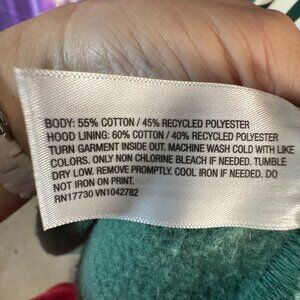 BODY: 55% COTTON / 45% RECYCLED POLYESTER
HOOD LINING: 60% COTTON / 40% RECYCLED POLYESTER
TURN GARMENT INSIDE OUT. MACHINE WASH COLD WITH LIKE
COLORS. ONLY NON CHLORINE BLEACH IF NEEDED. TUMBLE
DRY LOW. REMOVE PROMPTLY. COOL IRON IF NEEDED. DO
NOT IRON ON PRINT.
RN17730 VN1042782